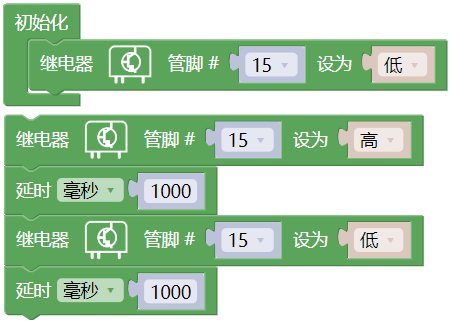 初始化
继电器 管脚 # 15 设为 低
继电器 管脚 # 15 设为 高
延时 毫秒 1000
继电器 管脚 # 15 设为 低
延时 毫秒 1000